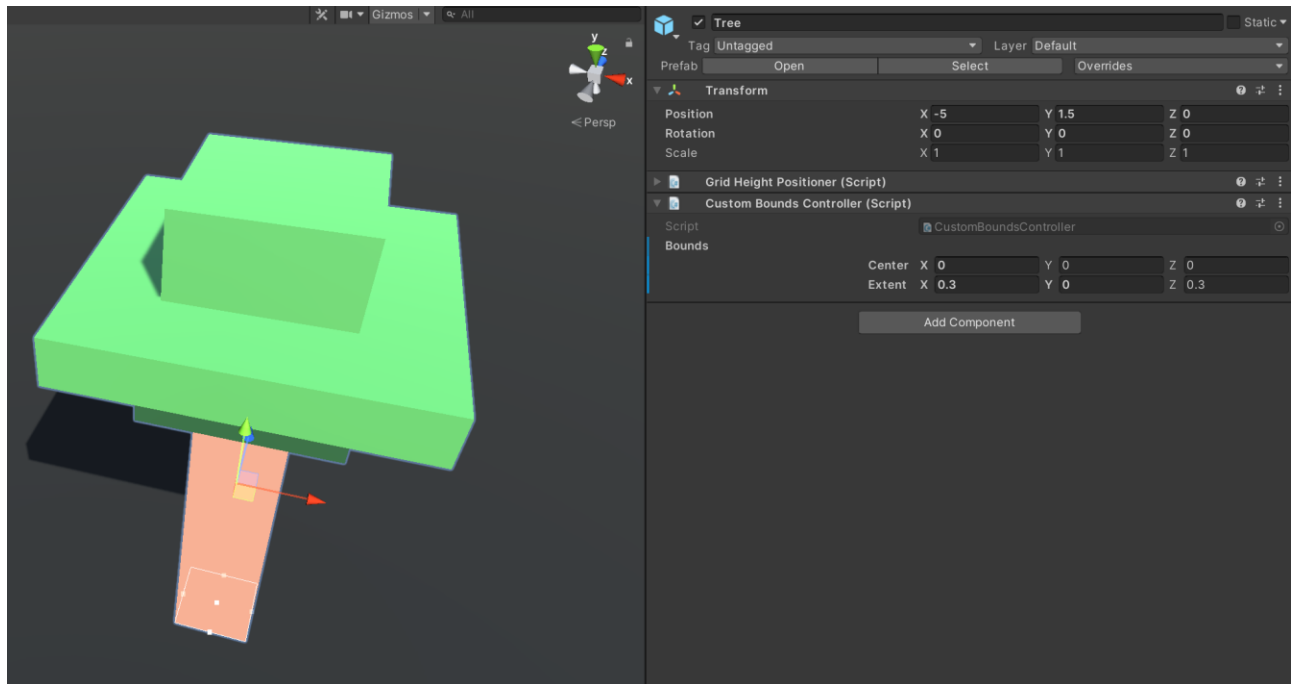 Gizmos All
y
z
x
Persp
Tree Static
Tag Untagged Layer Default
Prefab Open Select Overrides
Transform
Position X -5 Y 1.5 Z 0
Rotation X 0 Y 0 Z 0
Scale X 1 Y 1 Z 1
Grid Height Positioner (Script)
Custom Bounds Controller (Script)
Script CustomBoundsController
Bounds
Center X 0 Y 0 Z 0
Extent X 0.3 Y 0 Z 0.3
Add Component